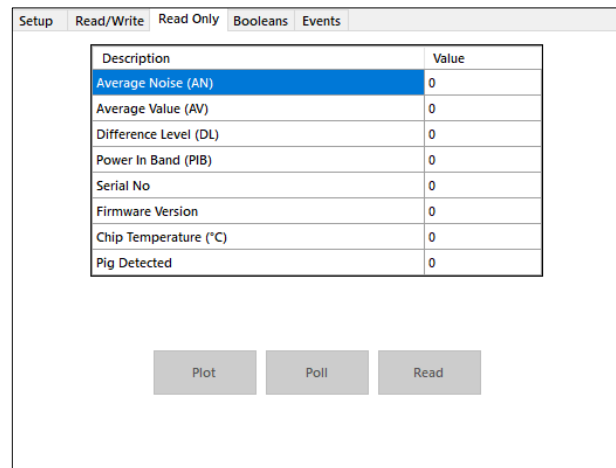 Setup Read/Write Read Only Booleans Events
Description Value
Average Noise (AN) 0
Average Value (AV) 0
Difference Level (DL) 0
Power In Band (PIB) 0
Serial No 0
Firmware Version 0
Chip Temperature (°C) 0
Pig Detected 0
Plot Poll Read